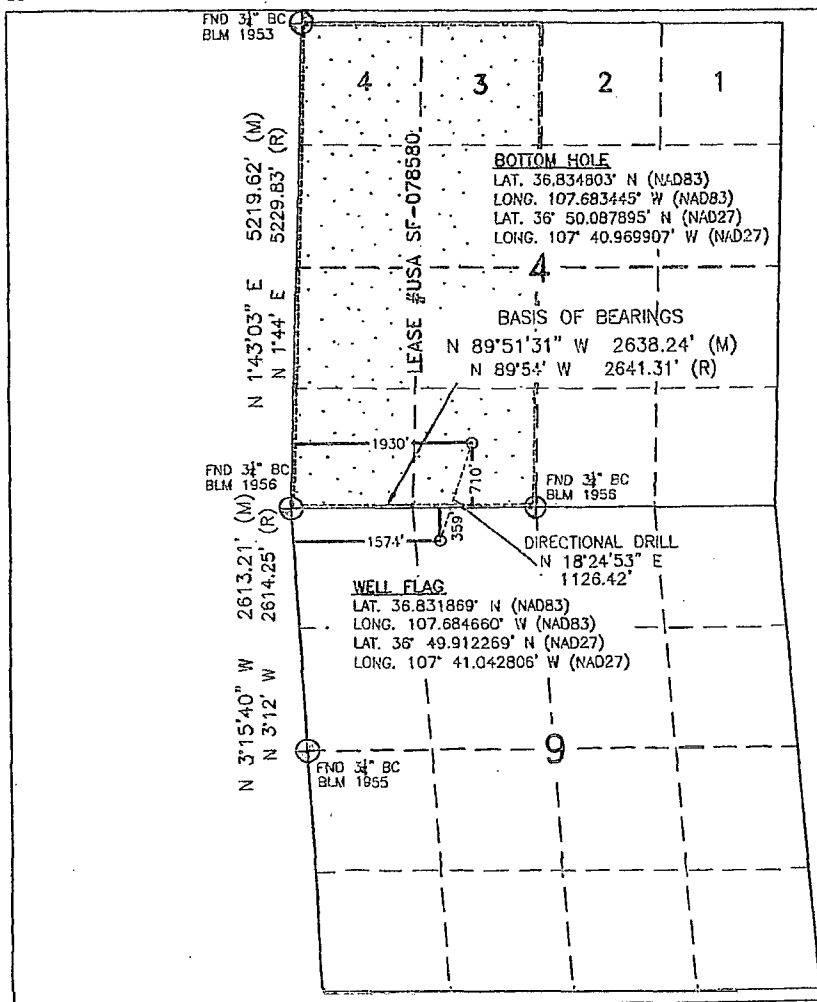 FND 3¼" BC
BLM 1953
4
3
2
1
5219.62' (M)
5229.83' (R)
N 1°43'03" E
N 1°44' E
LEASE #USA SF-078580
BOTTOM HOLE
LAT. 36.834803° N (NAD83)
LONG. 107.683445° W (NAD83)
LAT. 36° 50.087895' N (NAD27)
LONG. 107° 40.969907' W (NAD27)
4
BASIS OF BEARINGS
N 89°51'31" W 2638.24' (M)
N 89°54' W 2641.31' (R)
1930'
710'
FND 3¼" BC
BLM 1956
FND 3¼" BC
BLM 1956
1574'
359'
DIRECTIONAL DRILL
N 18°24'53" E
1126.42'
2613.21' (M)
2614.25' (R)
N 3°15'40" W
N 3°12' W
WELL FLAG
LAT. 36.831869° N (NAD83)
LONG. 107.684660° W (NAD83)
LAT. 36° 49.912269' N (NAD27)
LONG. 107° 41.042806' W (NAD27)
9
FND 3¼" BC
BLM 1955